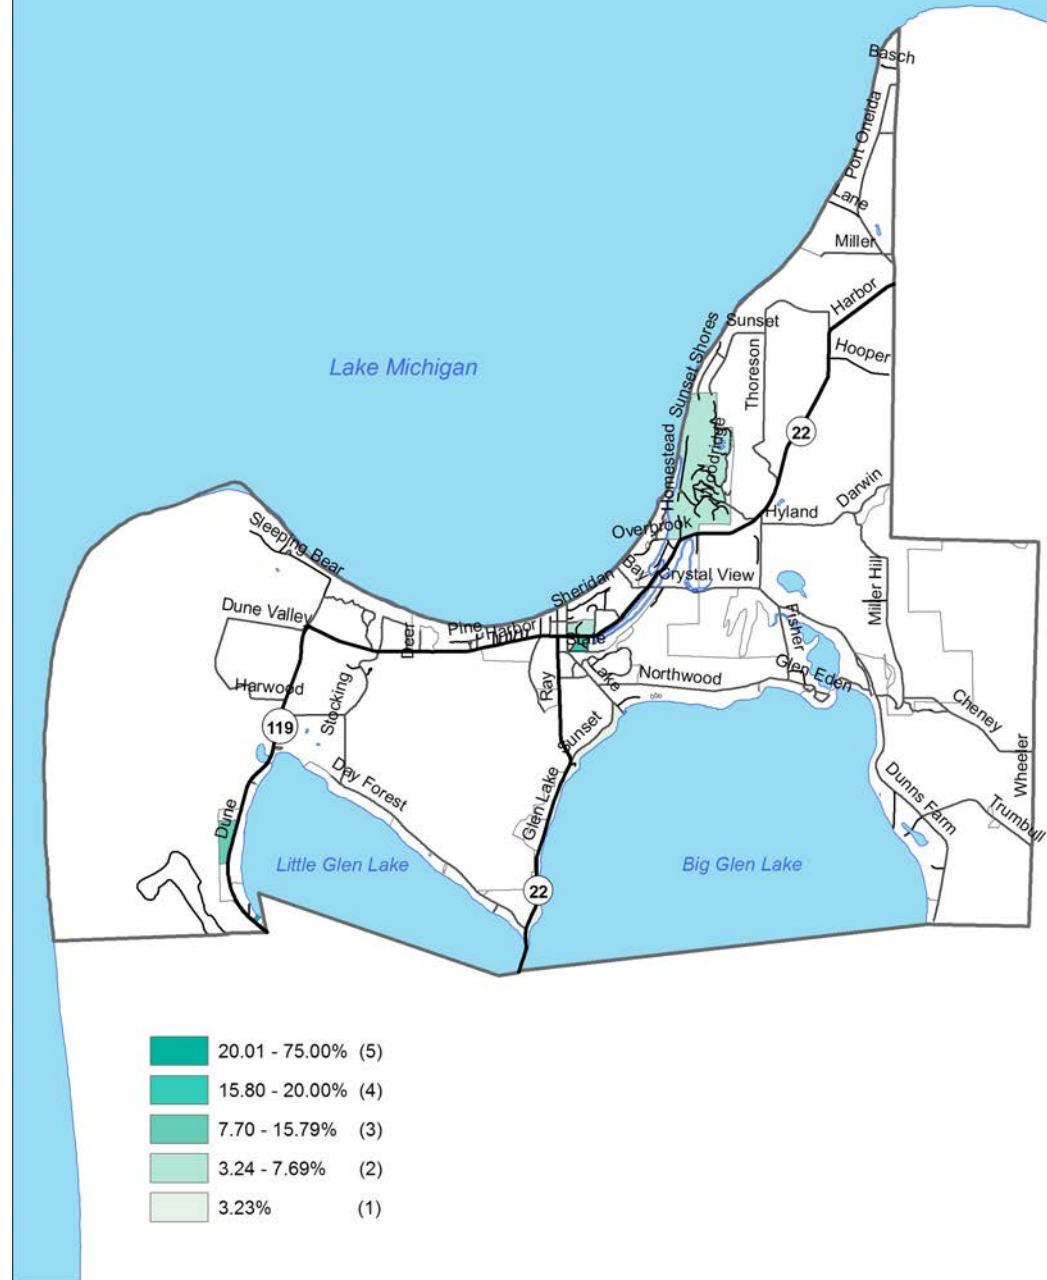 Basch
Port Oneida
Lane
Miller
Harbor
Sunset
Hooper
Sunset Shores
Thoreson
22
Homestead
Woodridge
Darwin
Hyland
Overbrook
Lake Michigan
Sleeping Bear
Bay
Crystal View
Sheridan
Miller Hill
Fisher
Dune Valley
Deer
Pine
Harbor
State
Glen Eden
Lake
Northwood
Ray
Harwood
Stocking
Cheney
119
Sunset
Wheeler
Day Forest
Dune
Glen Lake
Dunns Farm
Trumbull
Little Glen Lake
Big Glen Lake
22
20.01 - 75.00% (5)
15.80 - 20.00% (4)
7.70 - 15.79% (3)
3.24 - 7.69% (2)
3.23% (1)